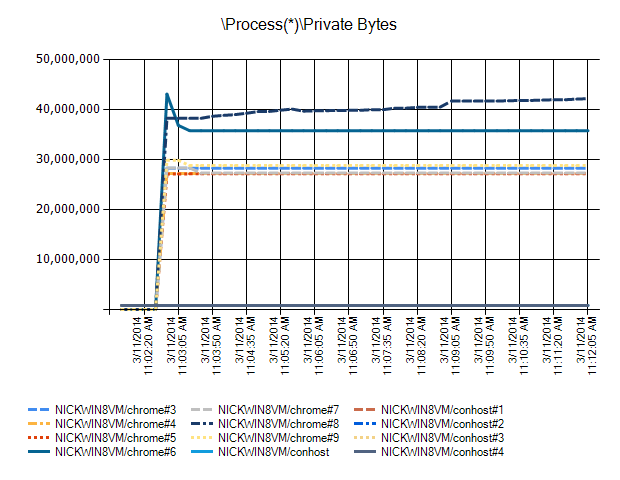 \Process(*)\Private Bytes
50,000,000
40,000,000
30,000,000
20,000,000
10,000,000
3/11/2014 11:02:20 AM
3/11/2014 11:03:05 AM
3/11/2014 11:03:50 AM
3/11/2014 11:04:35 AM
3/11/2014 11:05:20 AM
3/11/2014 11:06:05 AM
3/11/2014 11:06:50 AM
3/11/2014 11:07:35 AM
3/11/2014 11:08:20 AM
3/11/2014 11:09:05 AM
3/11/2014 11:09:50 AM
3/11/2014 11:10:35 AM
3/11/2014 11:11:20 AM
3/11/2014 11:12:05 AM
NICKWIN8VM/chrome#3 NICKWIN8VM/chrome#7 NICKWIN8VM/conhost#1
NICKWIN8VM/chrome#4 NICKWIN8VM/chrome#8 NICKWIN8VM/conhost#2
NICKWIN8VM/chrome#5 NICKWIN8VM/chrome#9 NICKWIN8VM/conhost#3
NICKWIN8VM/chrome#6 NICKWIN8VM/conhost NICKWIN8VM/conhost#4